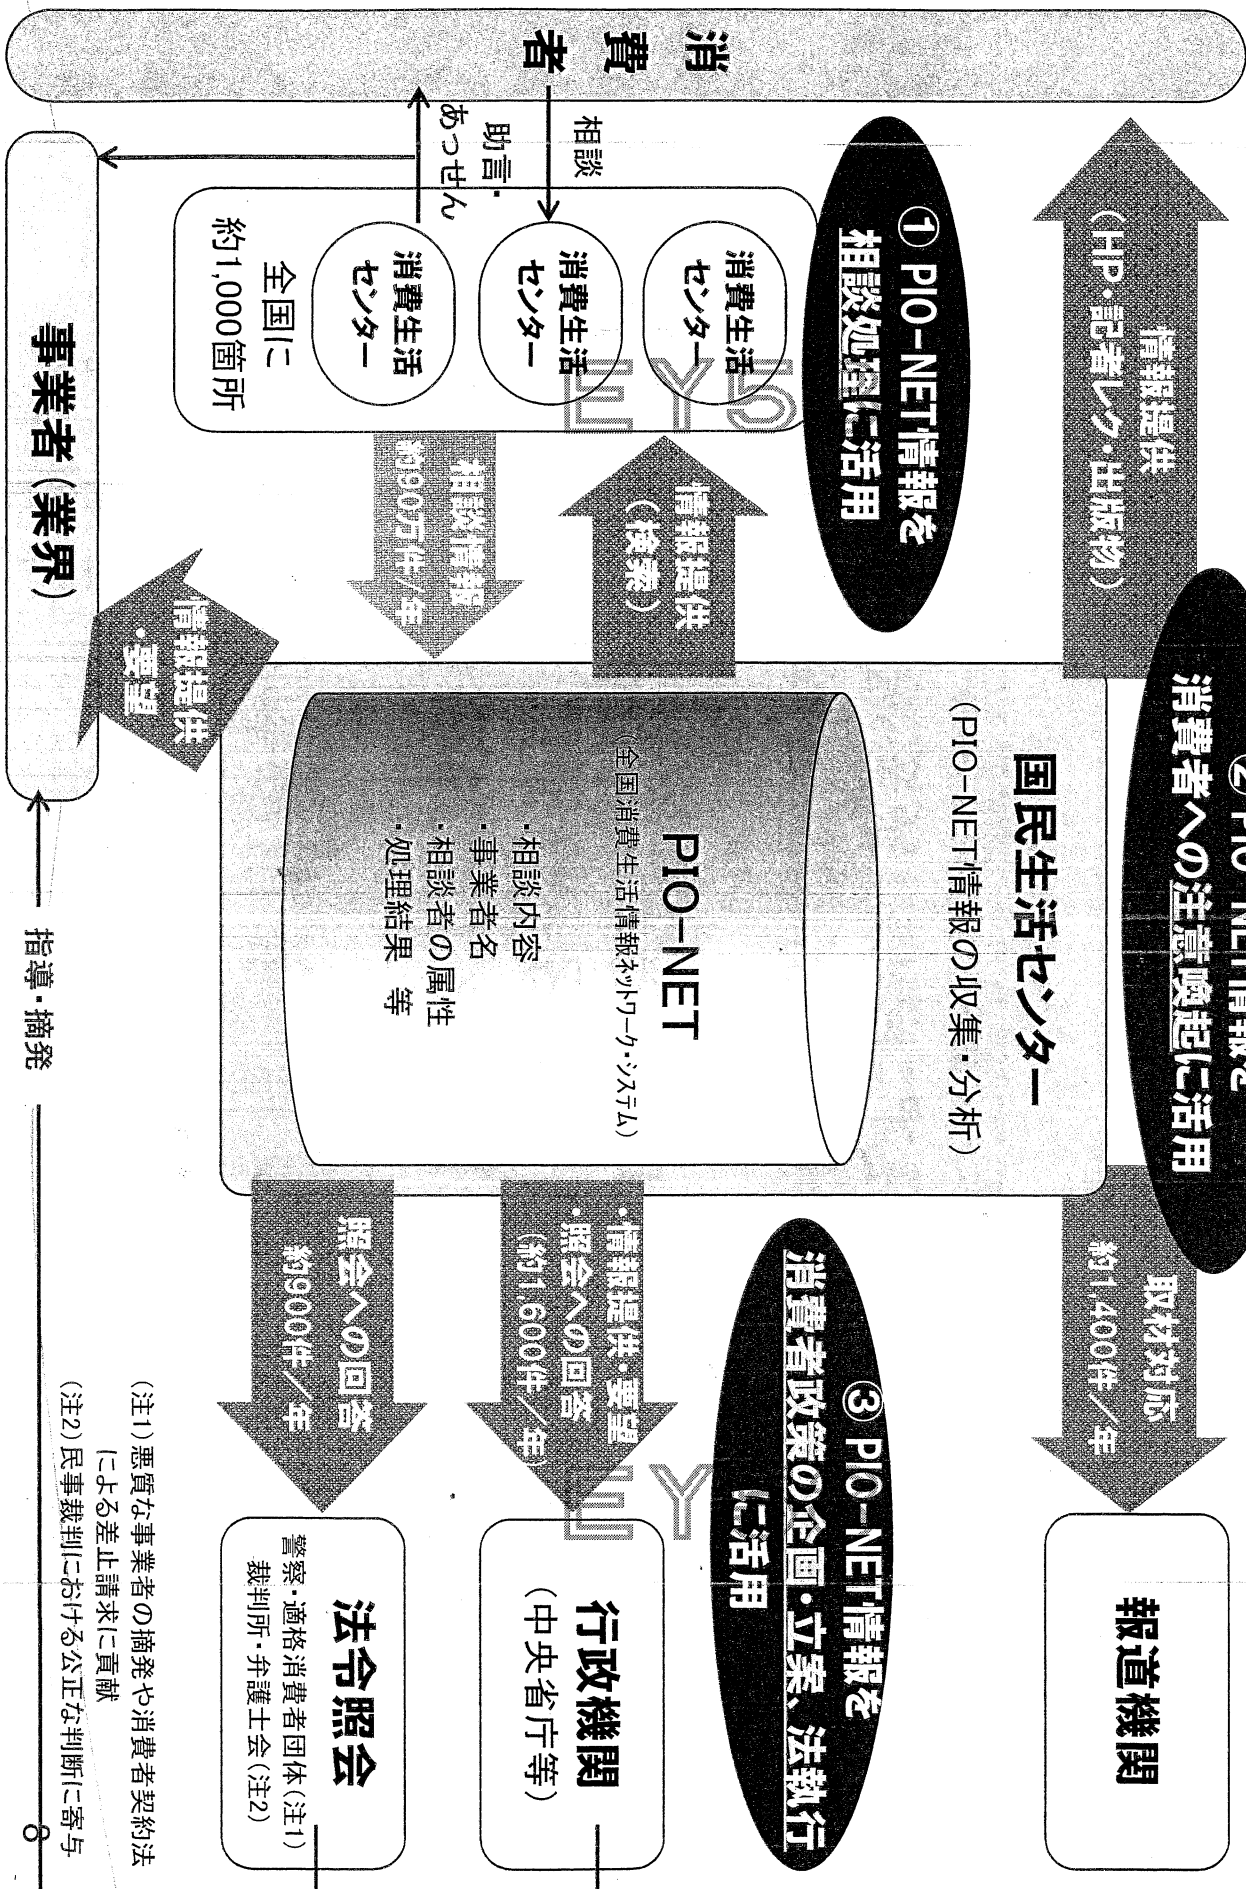 ② PIO-NET情報を
消費者への注意喚起に活用
情報提供
（HP・記者レク・出版物）
取材対応
約1,400件／年
報道機関
① PIO-NET情報を
相談処理に活用
消費者
相談
助言・
あっせん
消費生活
センター
消費生活
センター
消費生活
センター
全国に
約1,000箇所
情報提供
（検索）
相談情報
約90万件／年
国民生活センター
（PIO-NET情報の収集・分析）
PIO-NET
全国消費生活情報ネットワーク・システム）
・相談内容
・事業者名
・相談者の属性
・処理結果　等
③ PIO-NET情報を
消費者政策の企画・立案、法執行
に活用
・情報提供・要望
・照会への回答
（約1,600件／年）
行政機関
（中央省庁等）
照会への回答
約900件／年
法令照会
警察・適格消費者団体（注1）
裁判所・弁護士会（注2）
情報提供
・要望
事業者（業界）
指導・摘発
（注1）悪質な事業者の摘発や消費者契約法
による差止請求に貢献
（注2）民事裁判における公正な判断に寄与
8
EY5
EY